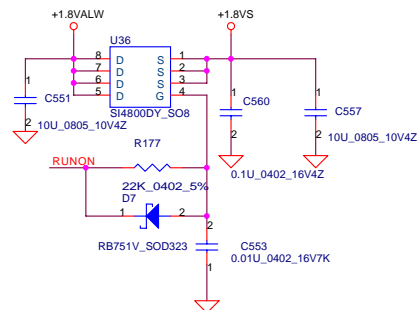 +1.8VALW
+1.8VS
U36
8 D S 1
7 D S 2
6 D S 3
5 D G 4
SI4800DY_SO8
1
C551
2
10U_0805_10V4Z
1
C560
2
0.1U_0402_16V4Z
1
C557
2
10U_0805_10V4Z
R177
RUNON
22K_0402_5%
D7
1 2
RB751V_SOD323
2
C553
0.01U_0402_16V7K
1